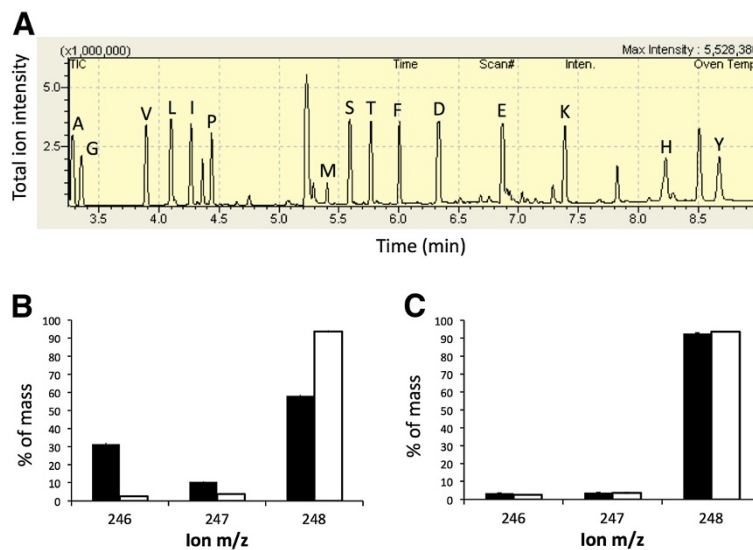 A
(x1,000,000)
Max Intensity : 5,528,38
TIC Time Scan# Inten. Oven Temp
Total ion intensity
5.0
2.5
A G V L I P M S T F D E K H Y
3.5 4.0 4.5 5.0 5.5 6.0 6.5 7.0 7.5 8.0 8.5
Time (min)
B
% of mass
100
90
80
70
60
50
40
30
20
10
0
246 247 248
Ion m/z
C
% of mass
100
90
80
70
60
50
40
30
20
10
0
246 247 248
Ion m/z